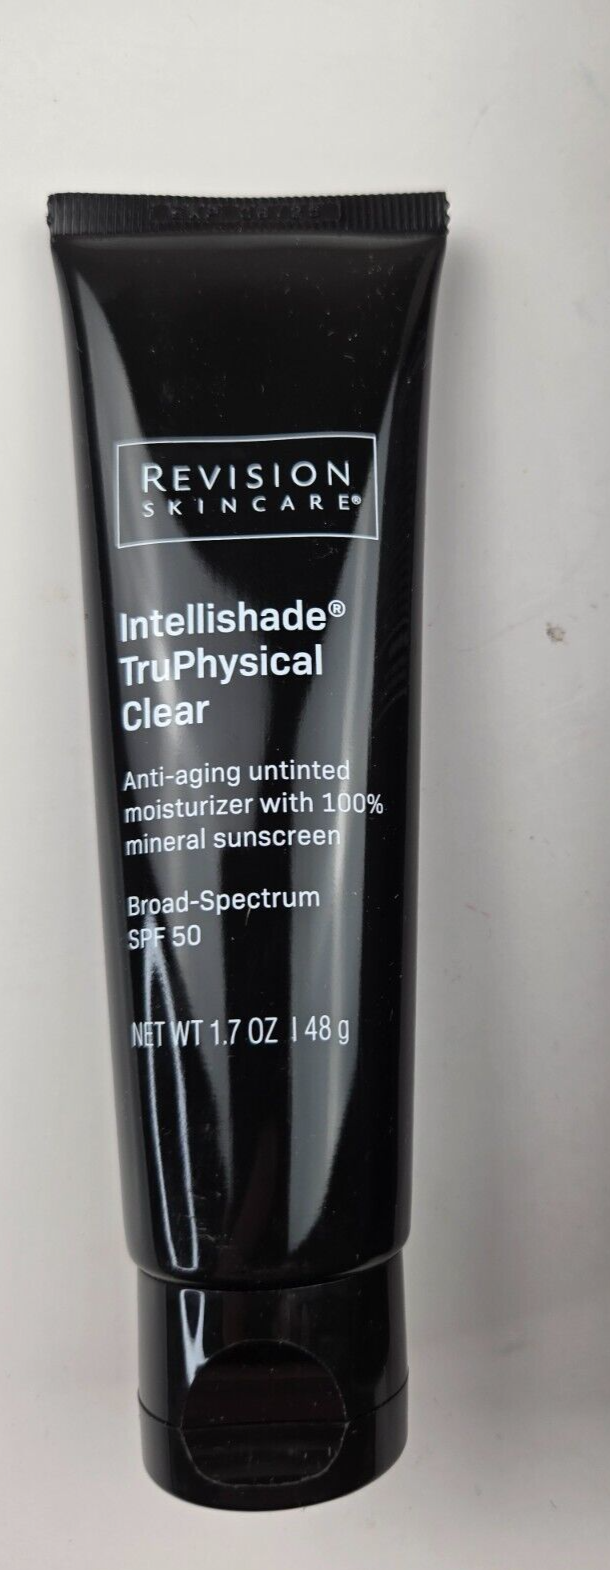 REVISION
SKINCARE®
Intellishade®
TruPhysical
Clear
Anti-aging untinted
moisturizer with 100%
mineral sunscreen
Broad-Spectrum
SPF 50
NET WT 1.7 OZ | 48 g